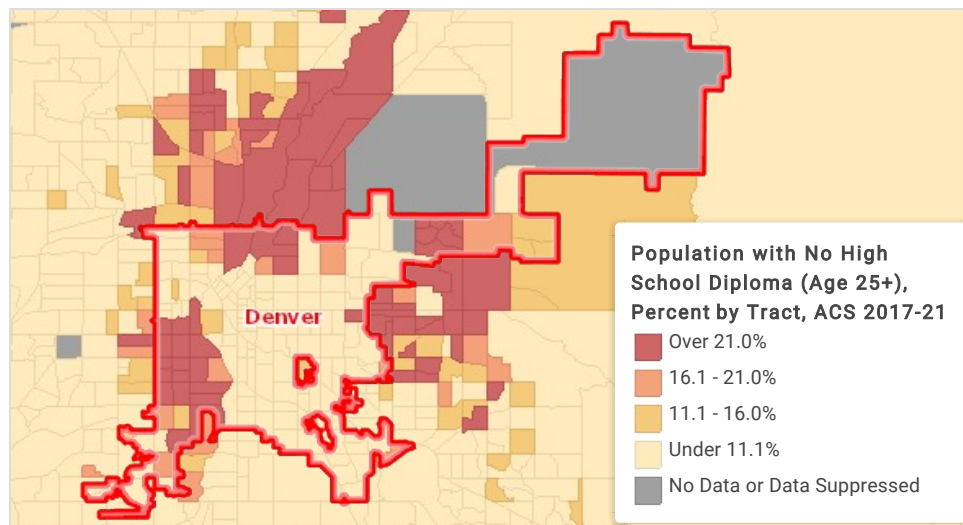 Denver
Population with No High
School Diploma (Age 25+),
Percent by Tract, ACS 2017-21
Over 21.0%
16.1 - 21.0%
11.1 - 16.0%
Under 11.1%
No Data or Data Suppressed